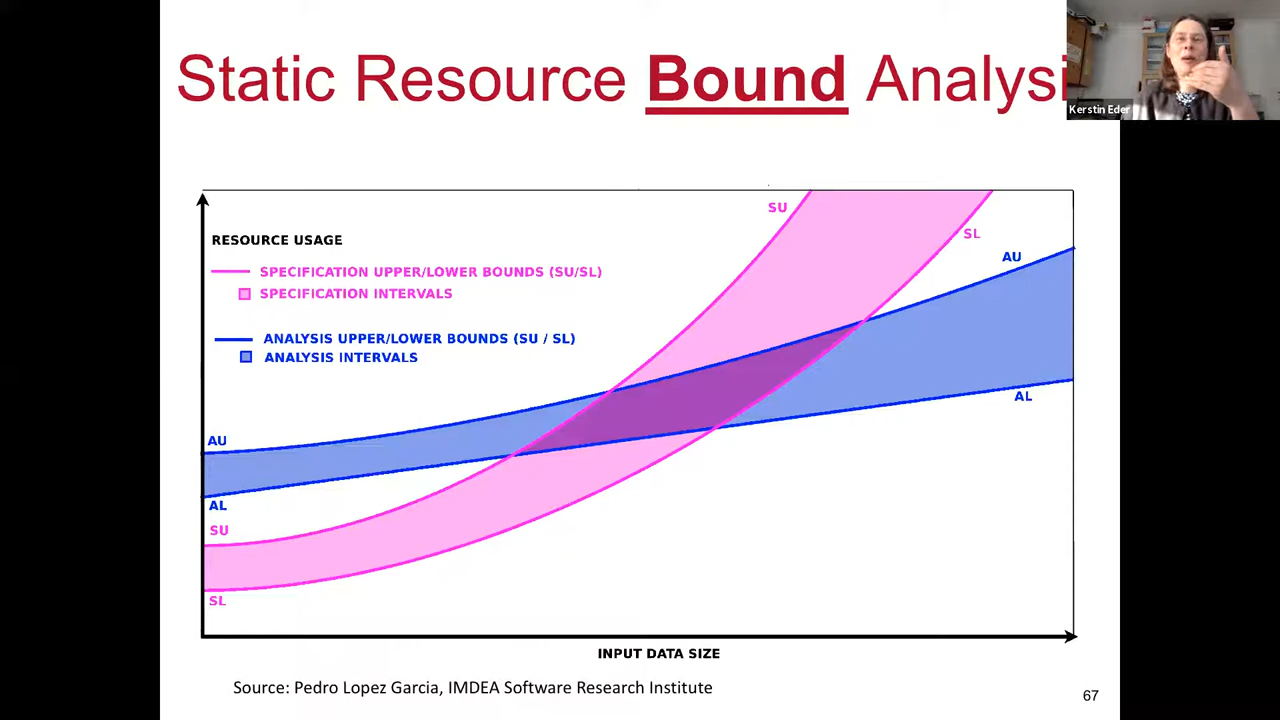 Static Resource Bound Analysi
Kerstin Eder
RESOURCE USAGE
SPECIFICATION UPPER/LOWER BOUNDS (SU/SL)
SPECIFICATION INTERVALS
ANALYSIS UPPER/LOWER BOUNDS (SU / SL)
ANALYSIS INTERVALS
SU
SL
AU
AL
AU
AL
SU
SL
INPUT DATA SIZE
Source: Pedro Lopez Garcia, IMDEA Software Research Institute
67